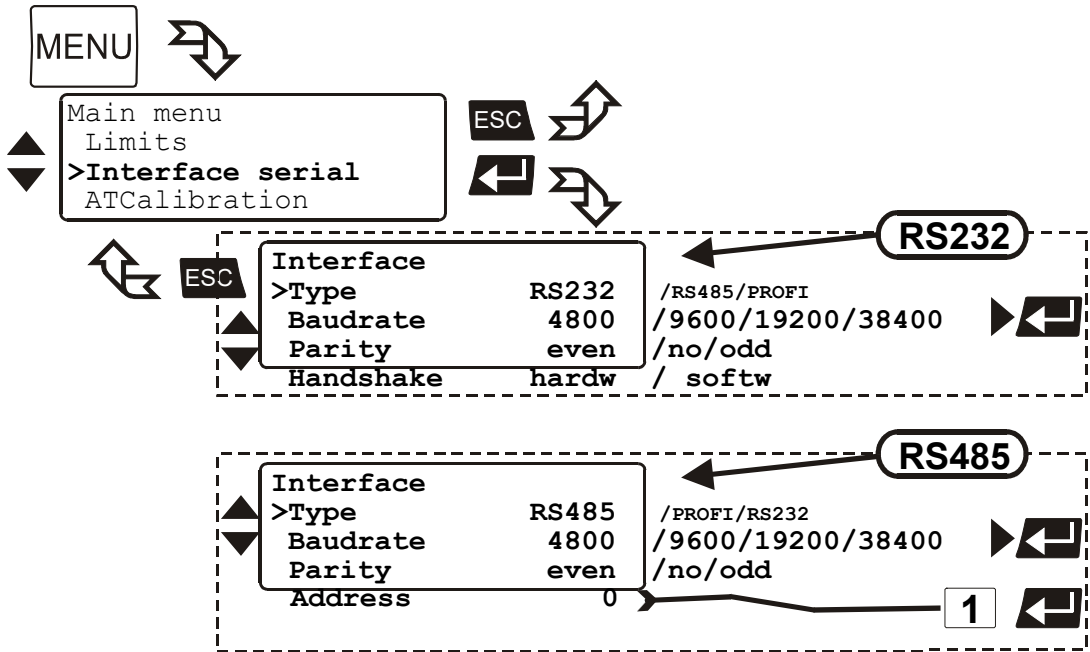 MENU
Main menu
Limits
>Interface serial
ATCalibration
ESC
RS232
ESC
Interface
>Type RS232 /RS485/PROFI
Baudrate 4800 /9600/19200/38400
Parity even /no/odd
Handshake hardw / softw
RS485
Interface
>Type RS485 /PROFI/RS232
Baudrate 4800 /9600/19200/38400
Parity even /no/odd
Address 0 1